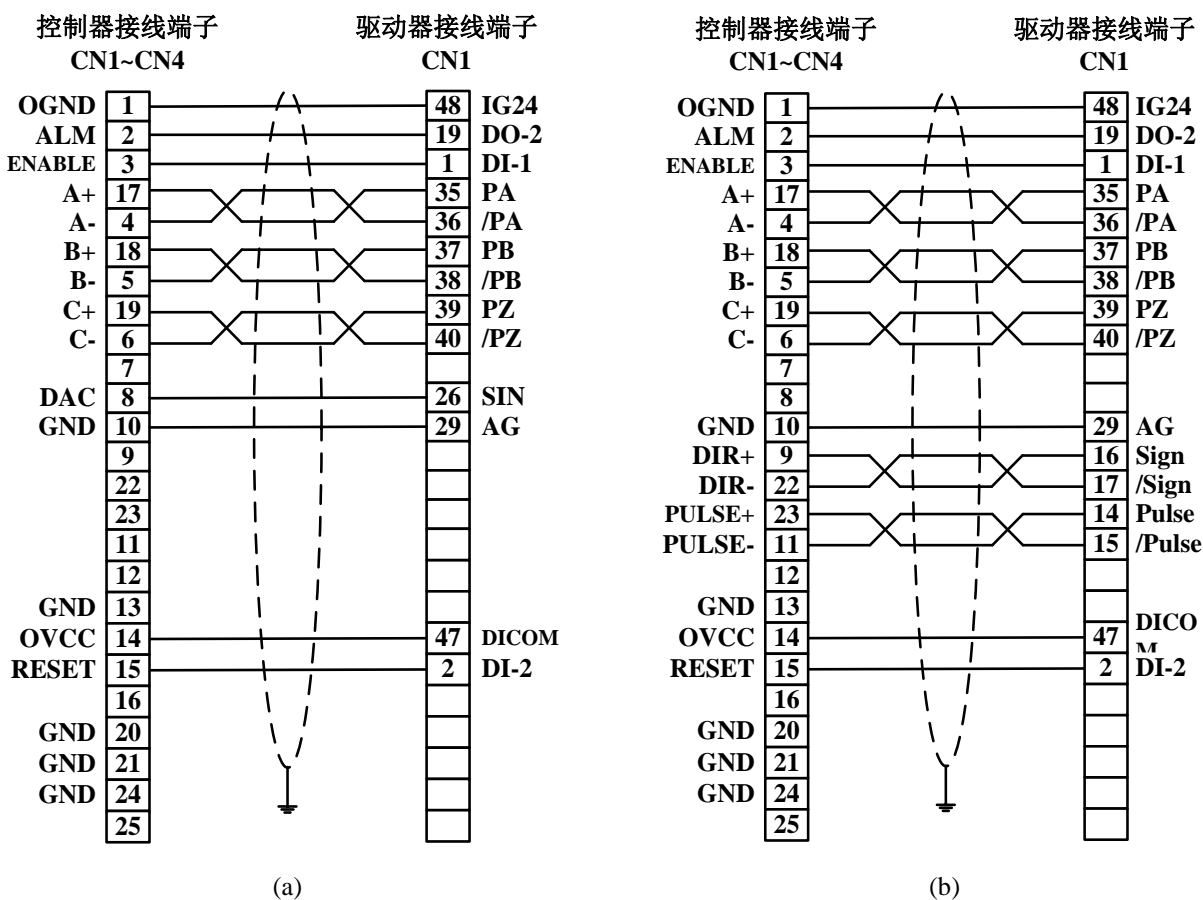 控制器接线端子 驱动器接线端子
CN1~CN4 CN1
OGND 1 48 IG24
ALM 2 19 DO-2
ENABLE 3 1 DI-1
A+ 17 35 PA
A- 4 36 /PA
B+ 18 37 PB
B- 5 38 /PB
C+ 19 39 PZ
C- 6 40 /PZ
7
DAC 8 26 SIN
GND 10 29 AG
9
22
23
11
12
GND 13
OVCC 14 47 DICOM
RESET 15 2 DI-2
16
GND 20
GND 21
GND 24
25
(a)
控制器接线端子 驱动器接线端子
CN1~CN4 CN1
OGND 1 48 IG24
ALM 2 19 DO-2
ENABLE 3 1 DI-1
A+ 17 35 PA
A- 4 36 /PA
B+ 18 37 PB
B- 5 38 /PB
C+ 19 39 PZ
C- 6 40 /PZ
7
8
GND 10 29 AG
DIR+ 9 16 Sign
DIR- 22 17 /Sign
PULSE+ 23 14 Pulse
PULSE- 11 15 /Pulse
12
GND 13
OVCC 14 47 DICO
M
RESET 15 2 DI-2
16
GND 20
GND 21
GND 24
25
(b)